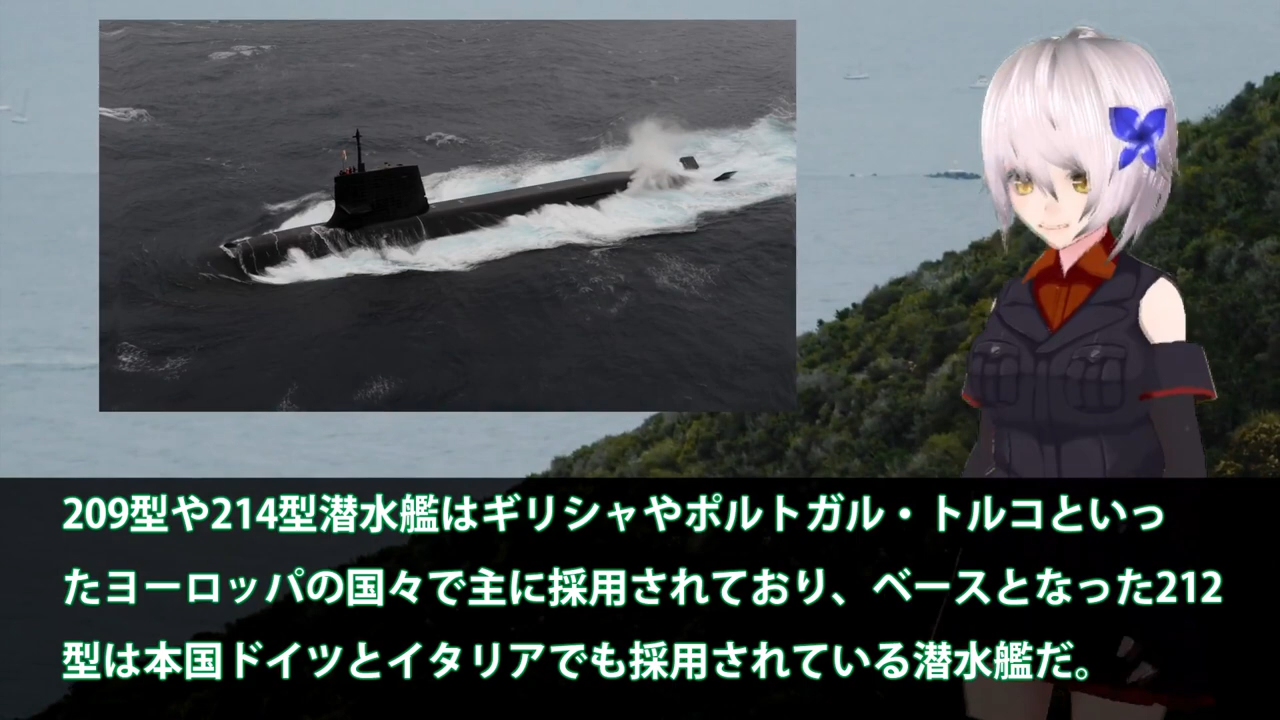 209型や214型潜水艦はギリシャやポルトガル・トルコといっ
たヨーロッパの国々で主に採用されており、ベースとなった212
型は本国ドイツとイタリアでも採用されている潜水艦だ。